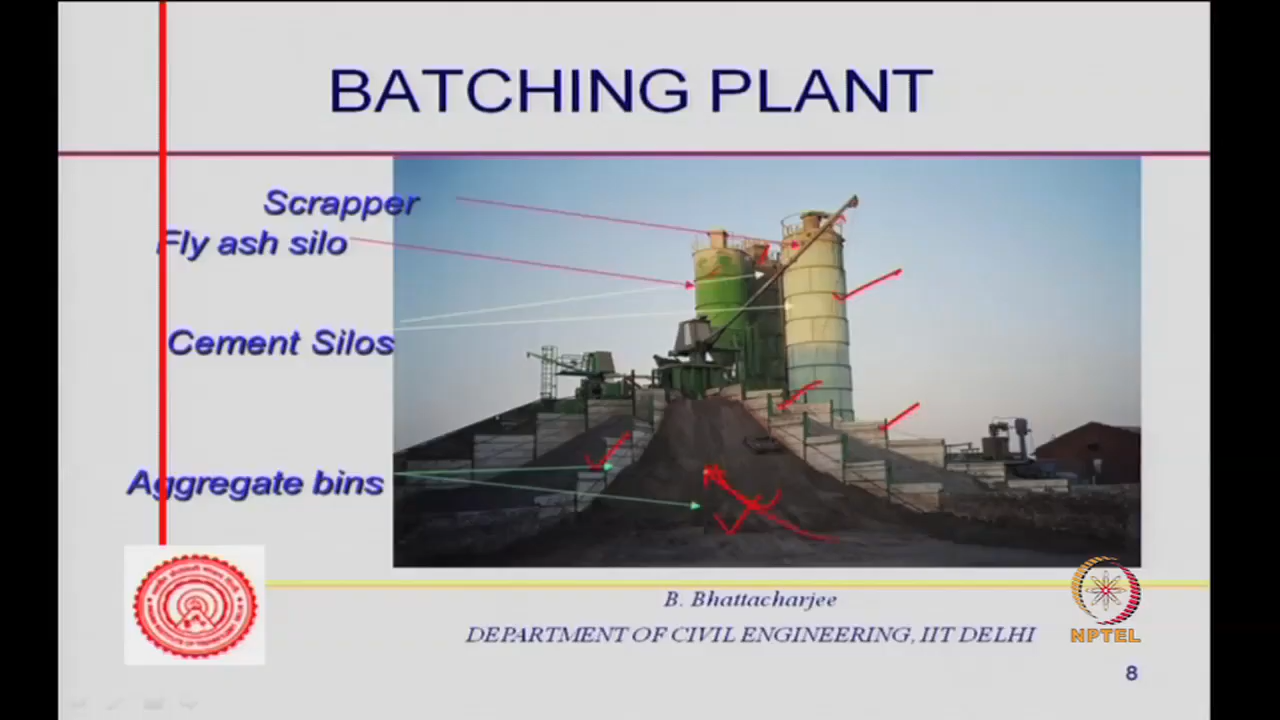 BATCHING PLANT
Scrapper
Fly ash silo
Cement Silos
Aggregate bins
B. Bhattacharjee
DEPARTMENT OF CIVIL ENGINEERING, IIT DELHI
NPTEL
8